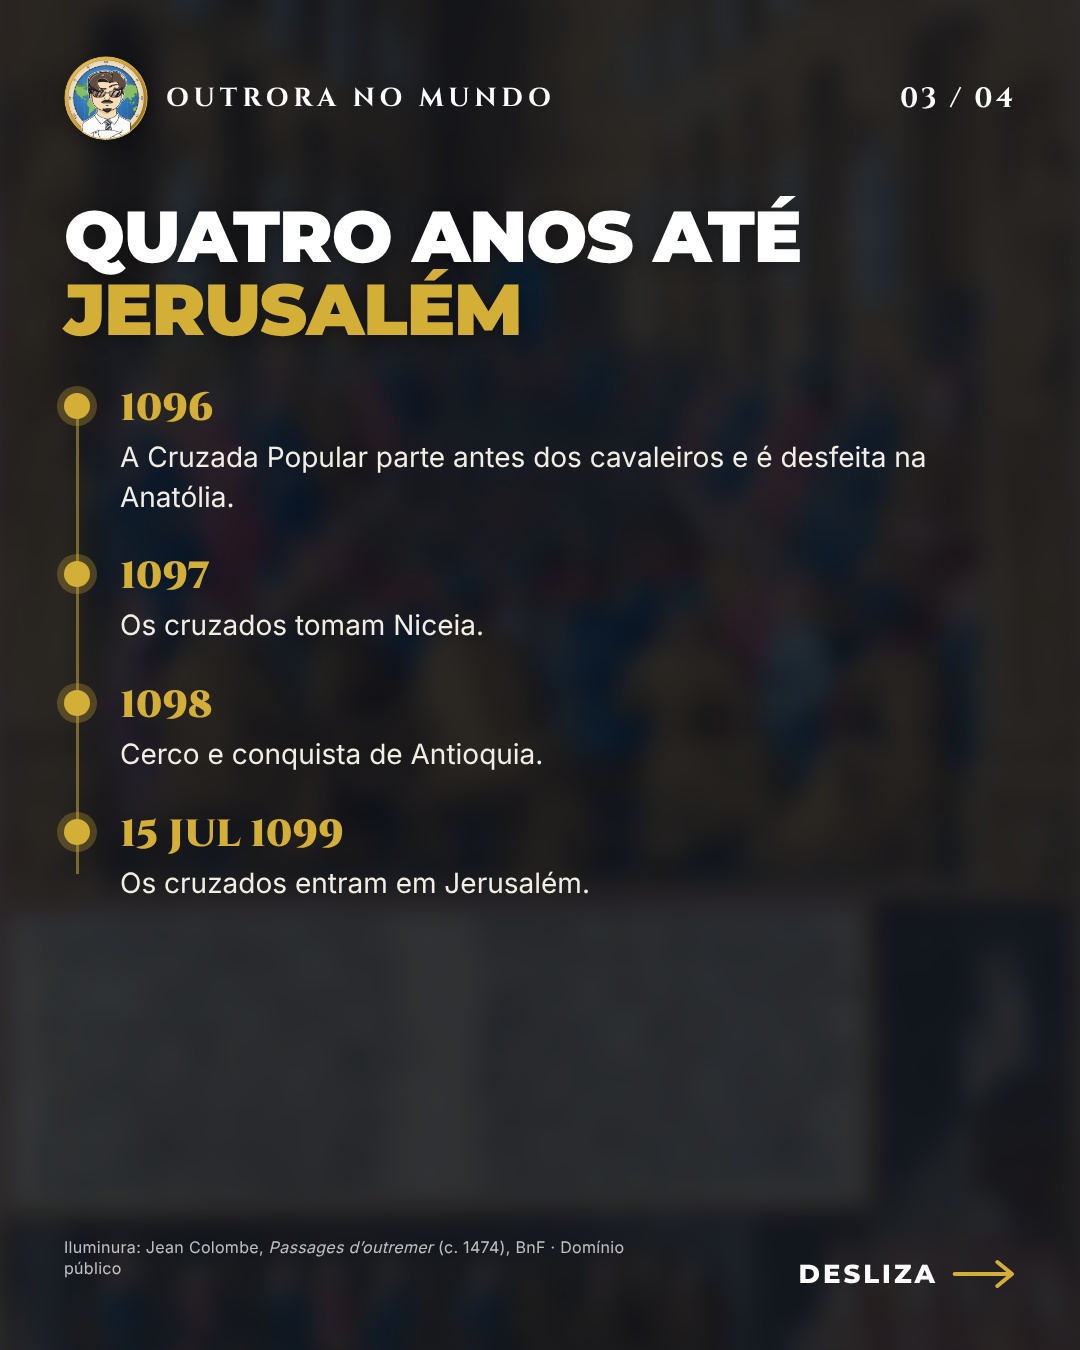 OUTRORA NO MUNDO
03 / 04
QUATRO ANOS ATÉ
JERUSALÉM
1096
A Cruzada Popular parte antes dos cavaleiros e é desfeita na
Anatólia.
1097
Os cruzados tomam Niceia.
1098
Cerco e conquista de Antioquia.
15 JUL 1099
Os cruzados entram em Jerusalém.
Iluminura: Jean Colombe, Passages d’outremer (c. 1474), BnF · Domínio
público
DESLIZA